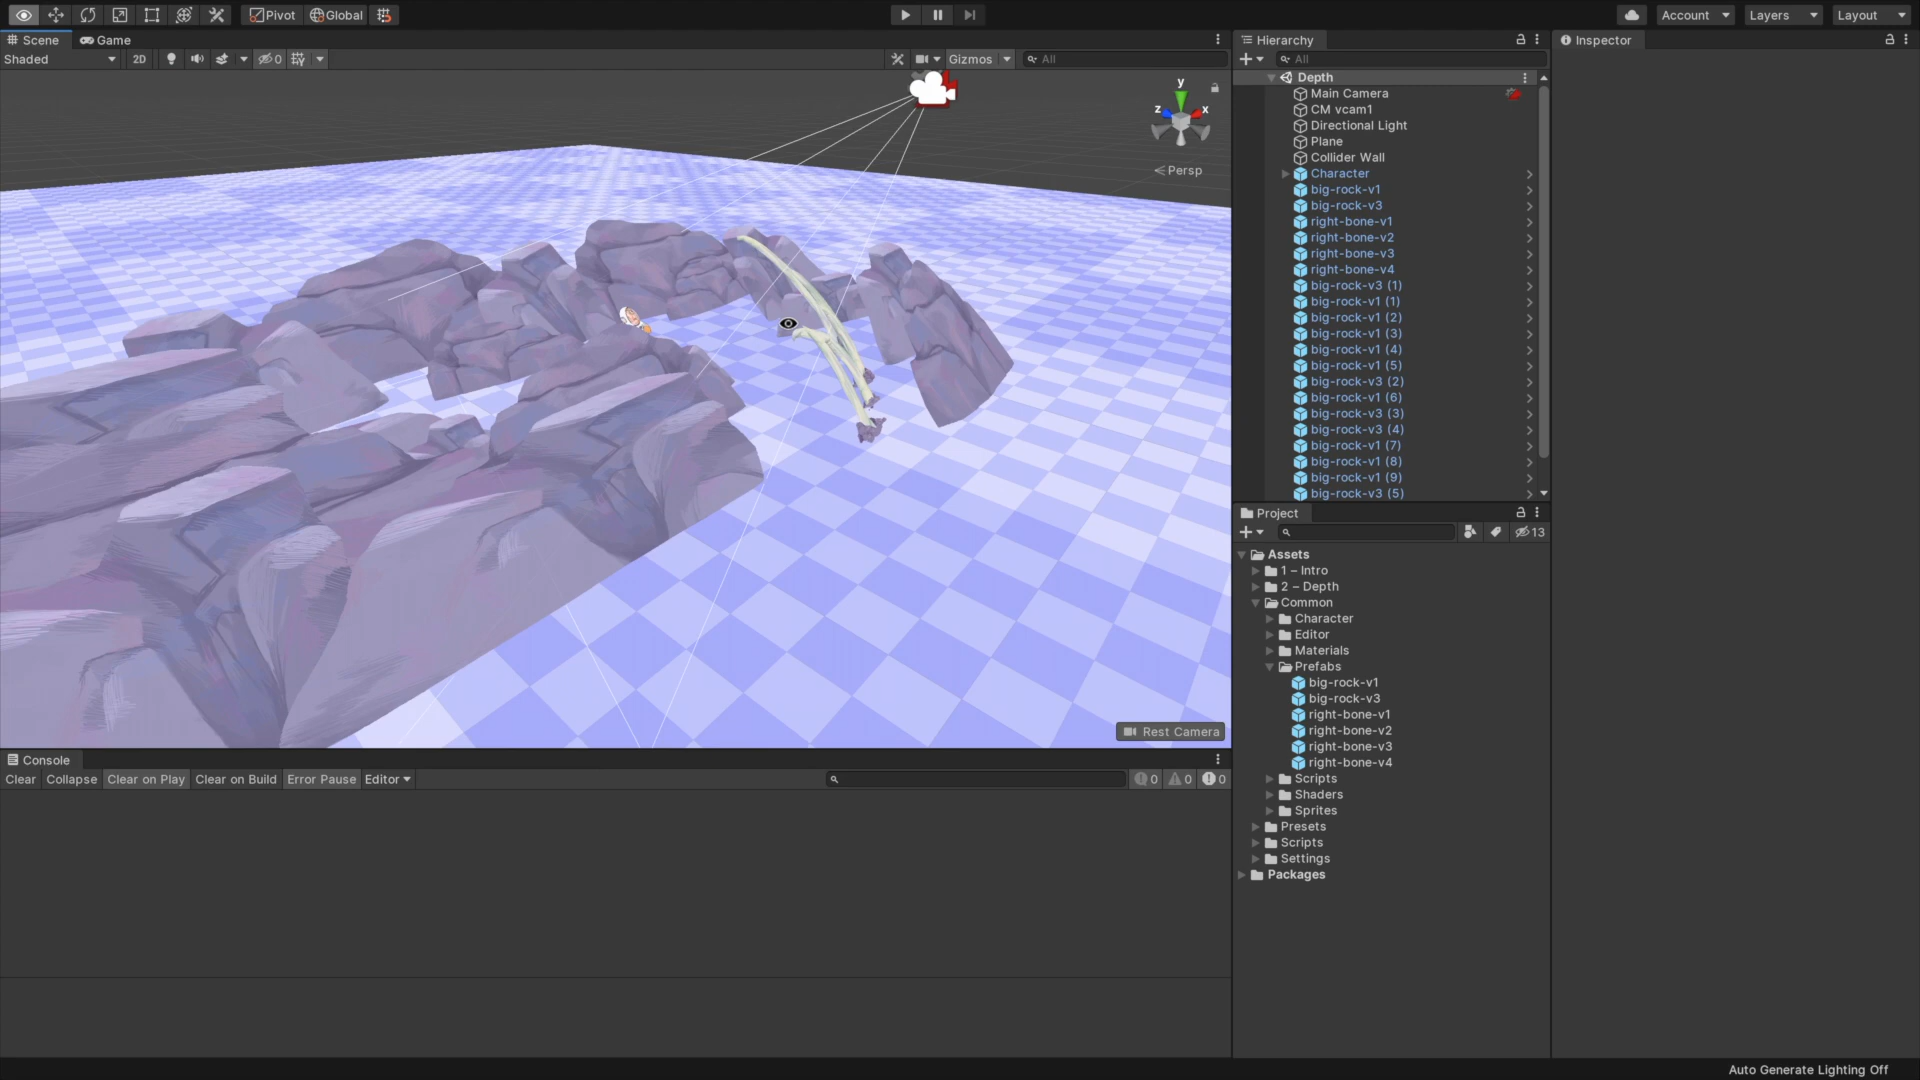 Pivot Global Account Layers Layout
Scene Game
Shaded 2D 0 Gizmos All
y
z x
Persp
Rest Camera
Console
Clear Collapse Clear on Play Clear on Build Error Pause Editor 0 0 0
Hierarchy
All
Depth
Main Camera
CM vcam1
Directional Light
Plane
Collider Wall
Character
big-rock-v1
big-rock-v3
right-bone-v1
right-bone-v2
right-bone-v3
right-bone-v4
big-rock-v3 (1)
big-rock-v1 (1)
big-rock-v1 (2)
big-rock-v1 (3)
big-rock-v1 (4)
big-rock-v1 (5)
big-rock-v3 (2)
big-rock-v1 (6)
big-rock-v3 (3)
big-rock-v3 (4)
big-rock-v1 (7)
big-rock-v1 (8)
big-rock-v1 (9)
big-rock-v3 (5)
Project
13
Assets
1 – Intro
2 – Depth
Common
Character
Editor
Materials
Prefabs
big-rock-v1
big-rock-v3
right-bone-v1
right-bone-v2
right-bone-v3
right-bone-v4
Scripts
Shaders
Sprites
Presets
Scripts
Settings
Packages
Inspector
Auto Generate Lighting Off